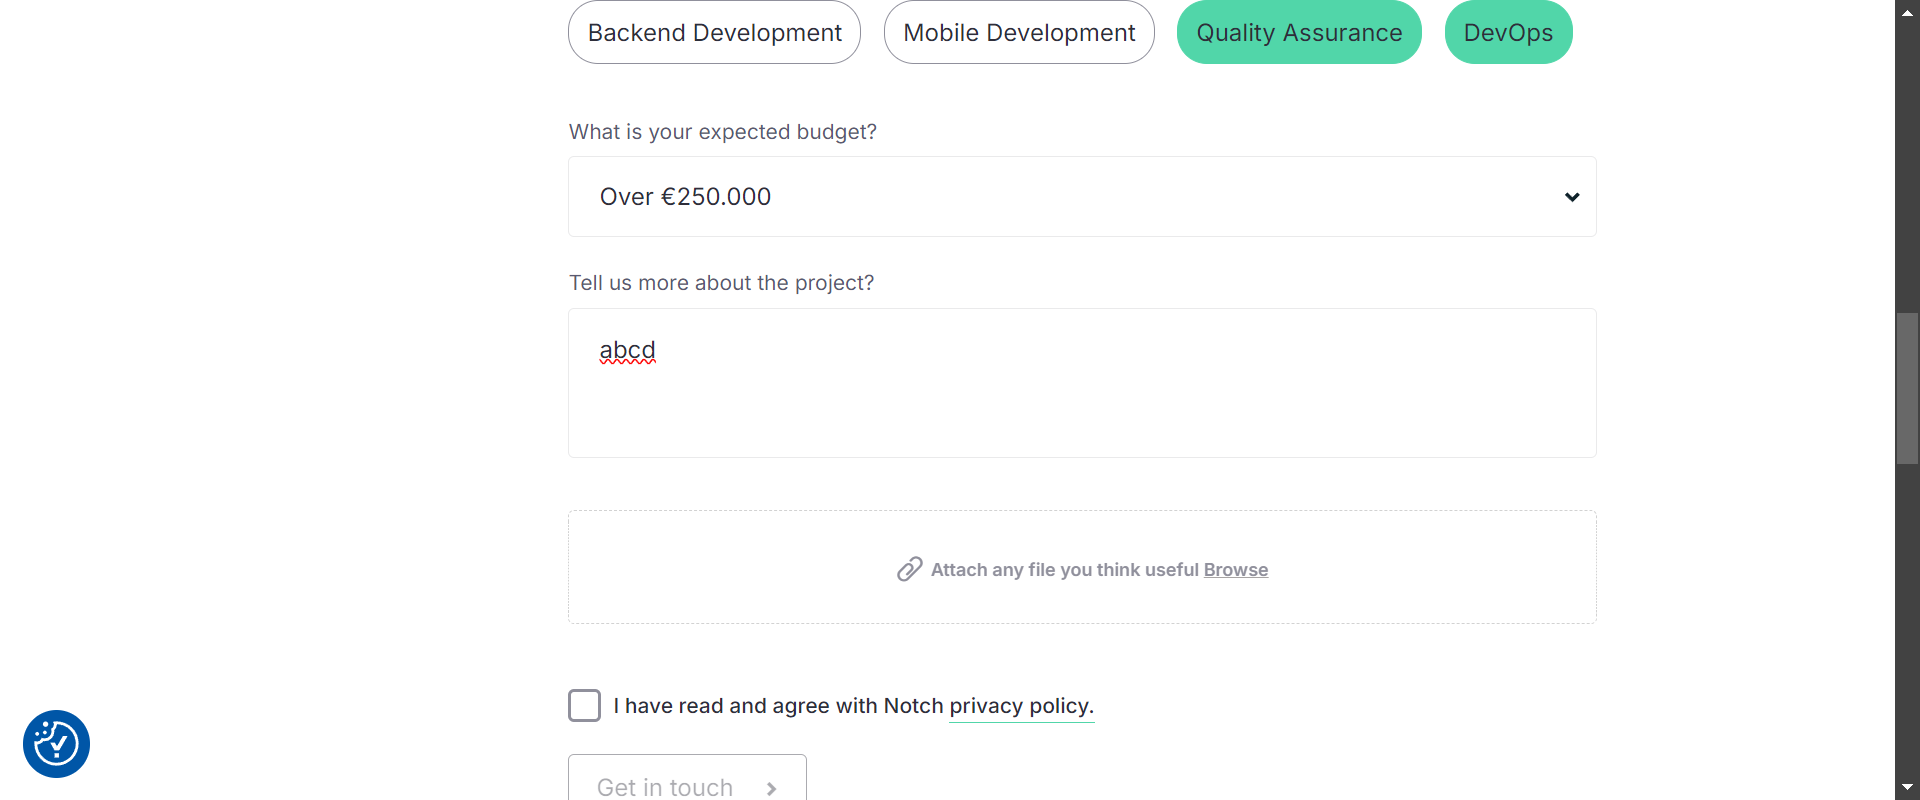 Backend Development Mobile Development Quality Assurance DevOps
What is your expected budget?
Over €250.000
Tell us more about the project?
abcd
Attach any file you think useful Browse
I have read and agree with Notch privacy policy.
Get in touch